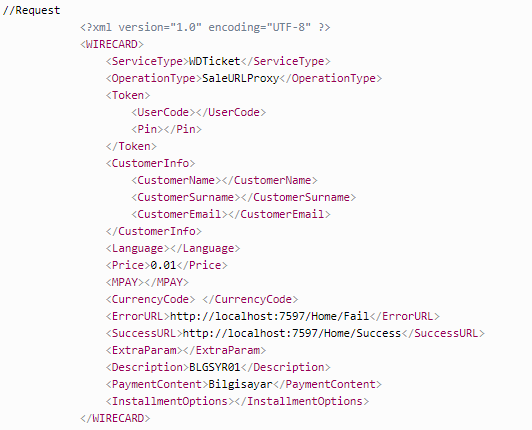 //Request
<?xml version="1.0" encoding="UTF-8" ?>
<WIRECARD>
<ServiceType>WDTicket</ServiceType>
<OperationType>SaleURLProxy</OperationType>
<Token>
<UserCode></UserCode>
<Pin></Pin>
</Token>
<CustomerInfo>
<CustomerName></CustomerName>
<CustomerSurname></CustomerSurname>
<CustomerEmail></CustomerEmail>
</CustomerInfo>
<Language></Language>
<Price>0.01</Price>
<MPAY></MPAY>
<CurrencyCode> </CurrencyCode>
<ErrorURL>http://localhost:7597/Home/Fail</ErrorURL>
<SuccessURL>http://localhost:7597/Home/Success</SuccessURL>
<ExtraParam></ExtraParam>
<Description>BLGSYR01</Description>
<PaymentContent>Bilgisayar</PaymentContent>
<InstallmentOptions></InstallmentOptions>
</WIRECARD>